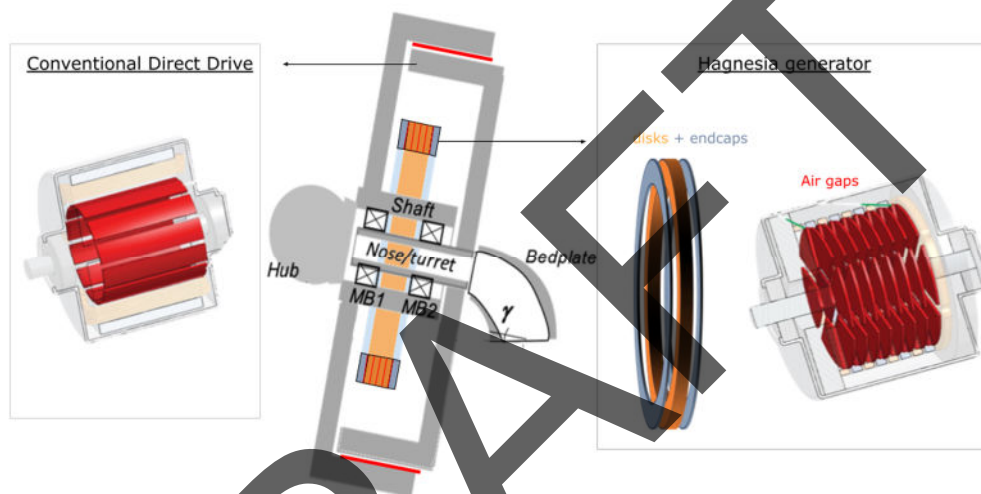 Conventional Direct Drive
Hagnesia generator
disks + endcaps
Air gaps
Shaft
Nose/turret
Bedplate
Hub
MB1
MB2
γ